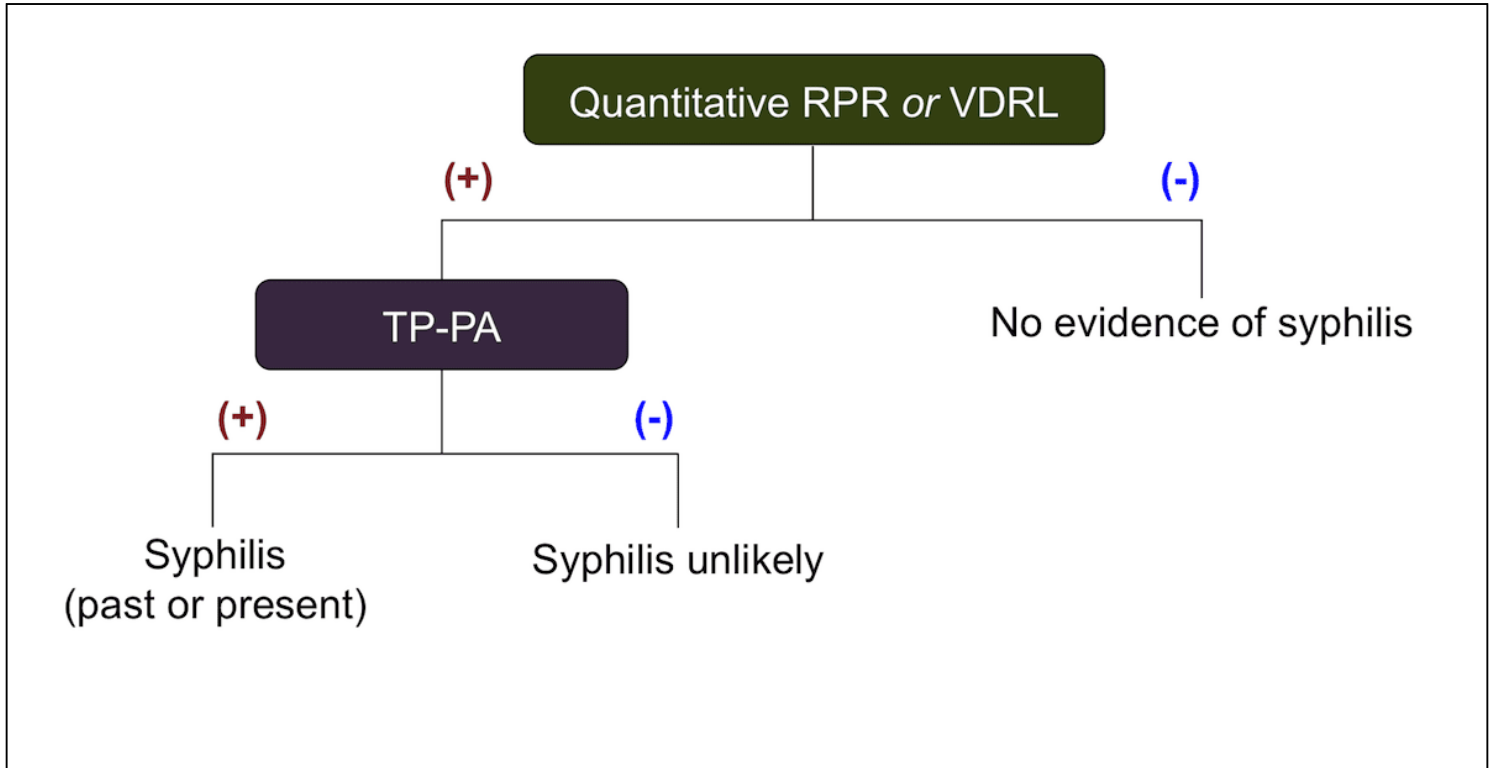 Quantitative RPR or VDRL
(+)
(-)
TP-PA
No evidence of syphilis
(+)
(-)
Syphilis
(past or present)
Syphilis unlikely